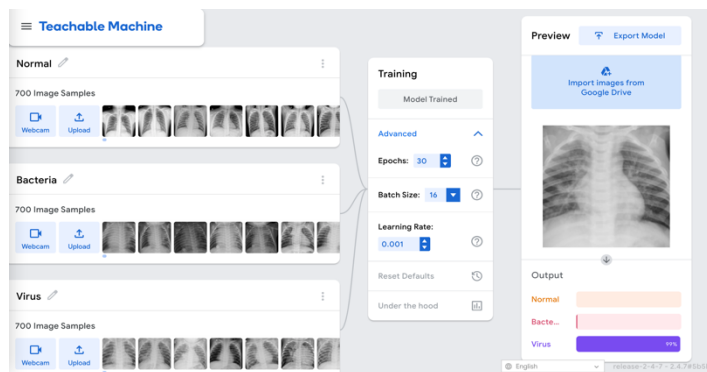 Teachable Machine
Normal
700 Image Samples
Webcam
Upload
Bacteria
700 Image Samples
Webcam
Upload
Virus
700 Image Samples
Webcam
Upload
Training
Model Trained
Advanced
Epochs: 30
Batch Size: 16
Learning Rate:
0.001
Reset Defaults
Under the hood
Preview
Export Model
Import images from
Google Drive
Output
Normal
Bacte...
Virus
99%
English